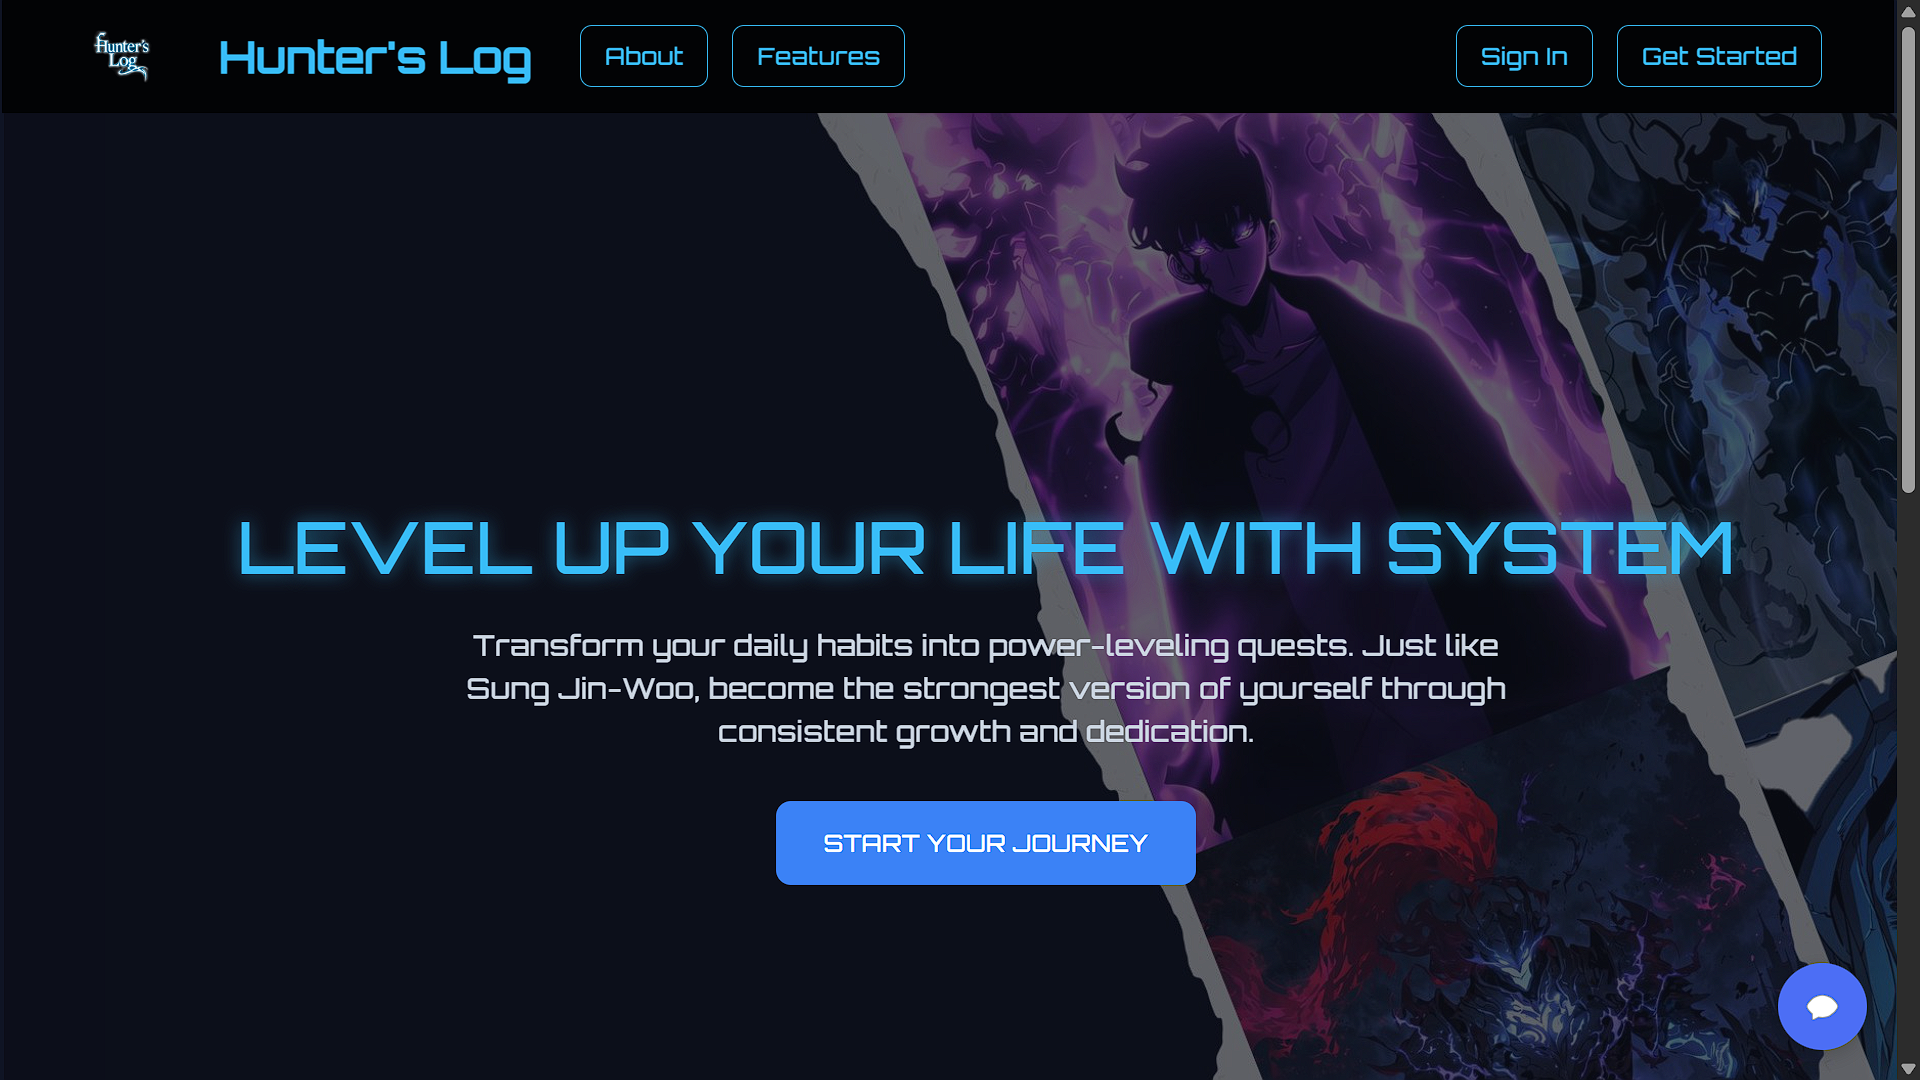 Hunter's
Log
Hunter's Log
About
Features
Sign In
Get Started
LEVEL UP YOUR LIFE WITH SYSTEM
Transform your daily habits into power-leveling quests. Just like
Sung Jin-Woo, become the strongest version of yourself through
consistent growth and dedication.
START YOUR JOURNEY